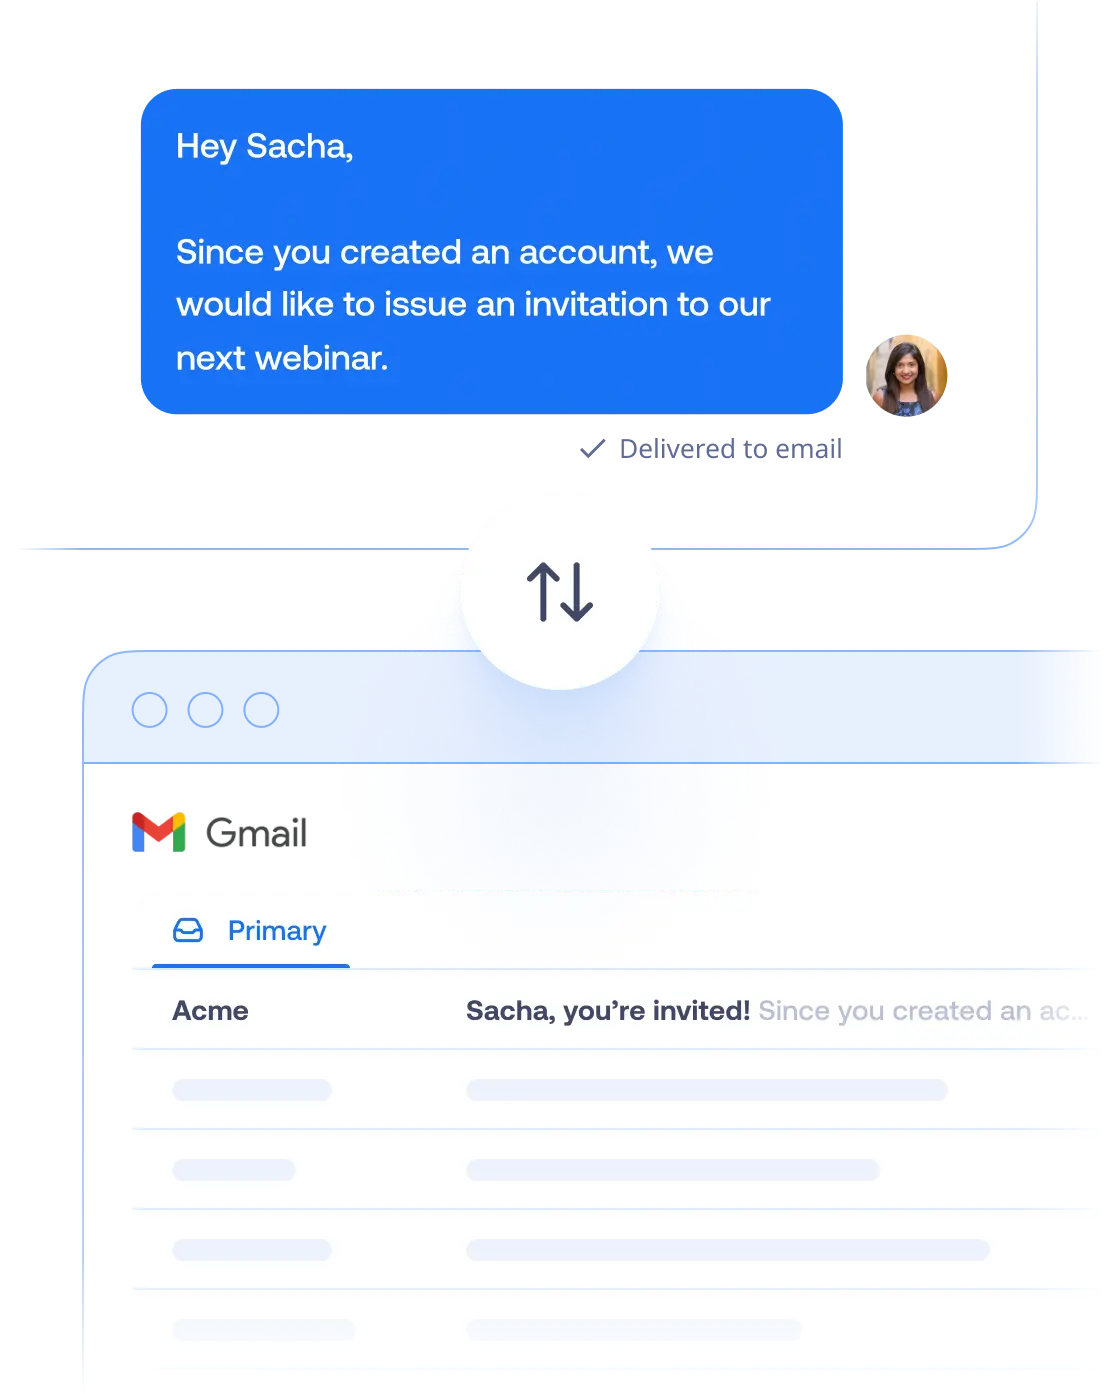 Hey Sacha,
Since you created an account, we
would like to issue an invitation to our
next webinar.
Delivered to email
Gmail
Primary
Acme
Sacha, you’re invited! Since you created an ac...